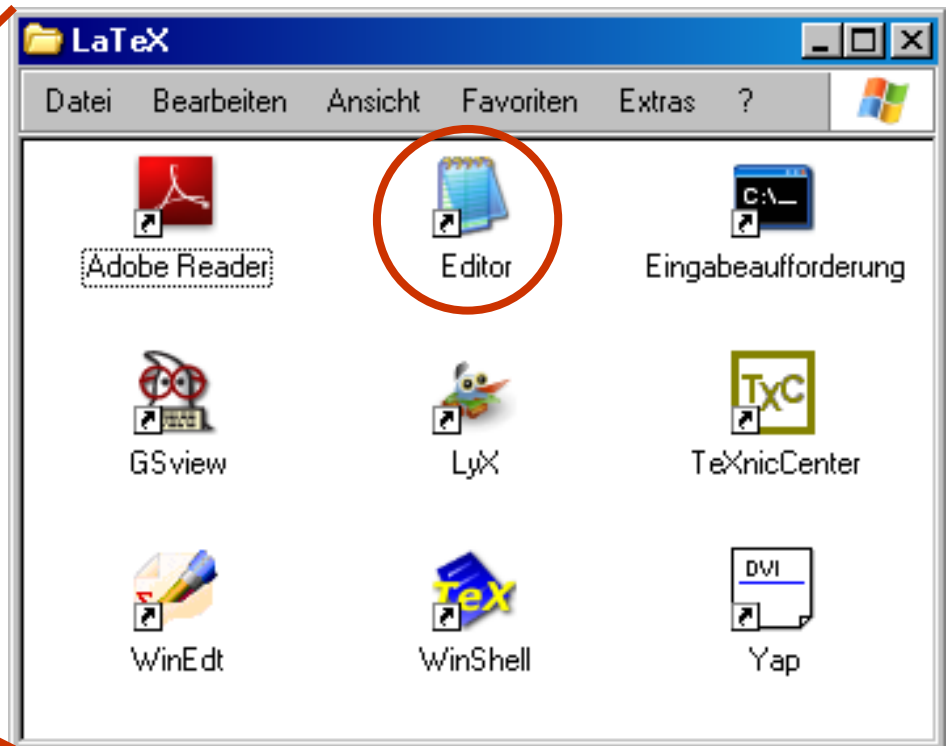 LaTeX
Datei Bearbeiten Ansicht Favoriten Extras ?
C:\_
Adobe Reader Editor Eingabeaufforderung
TXC
GSview LyX TeXnicCenter
TeX DVI
WinEdt WinShell Yap